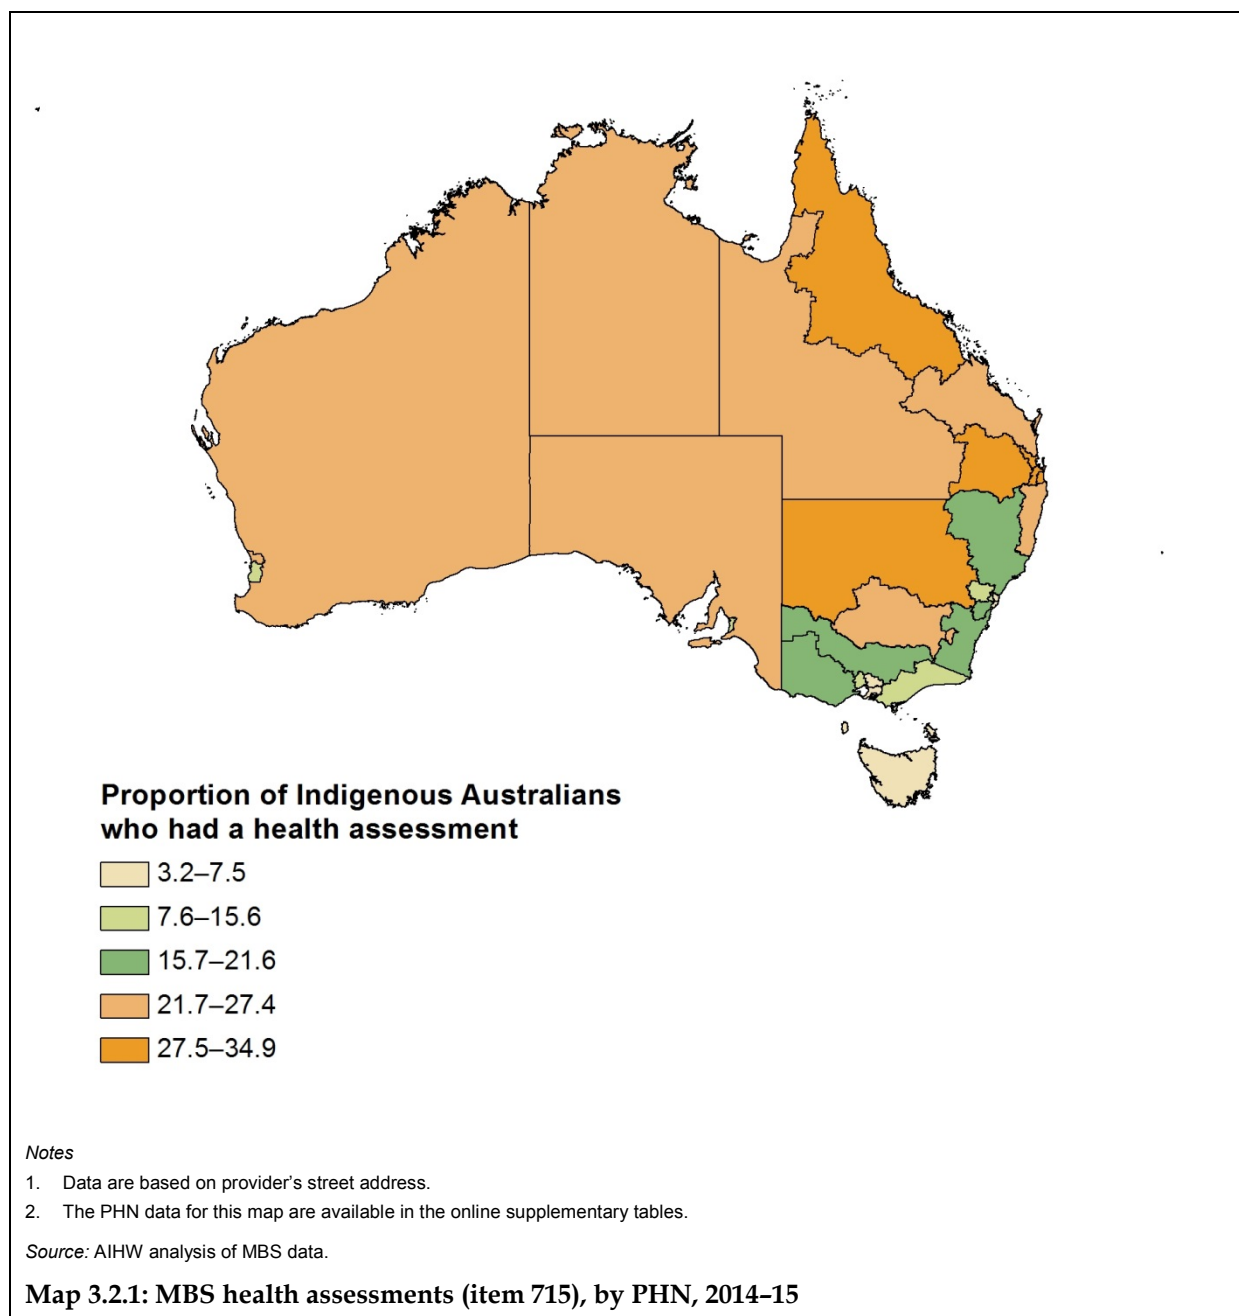 Proportion of Indigenous Australians
who had a health assessment
3.2–7.5
7.6–15.6
15.7–21.6
21.7–27.4
27.5–34.9
Notes
1. Data are based on provider’s street address.
2. The PHN data for this map are available in the online supplementary tables.
Source: AIHW analysis of MBS data.
Map 3.2.1: MBS health assessments (item 715), by PHN, 2014–15